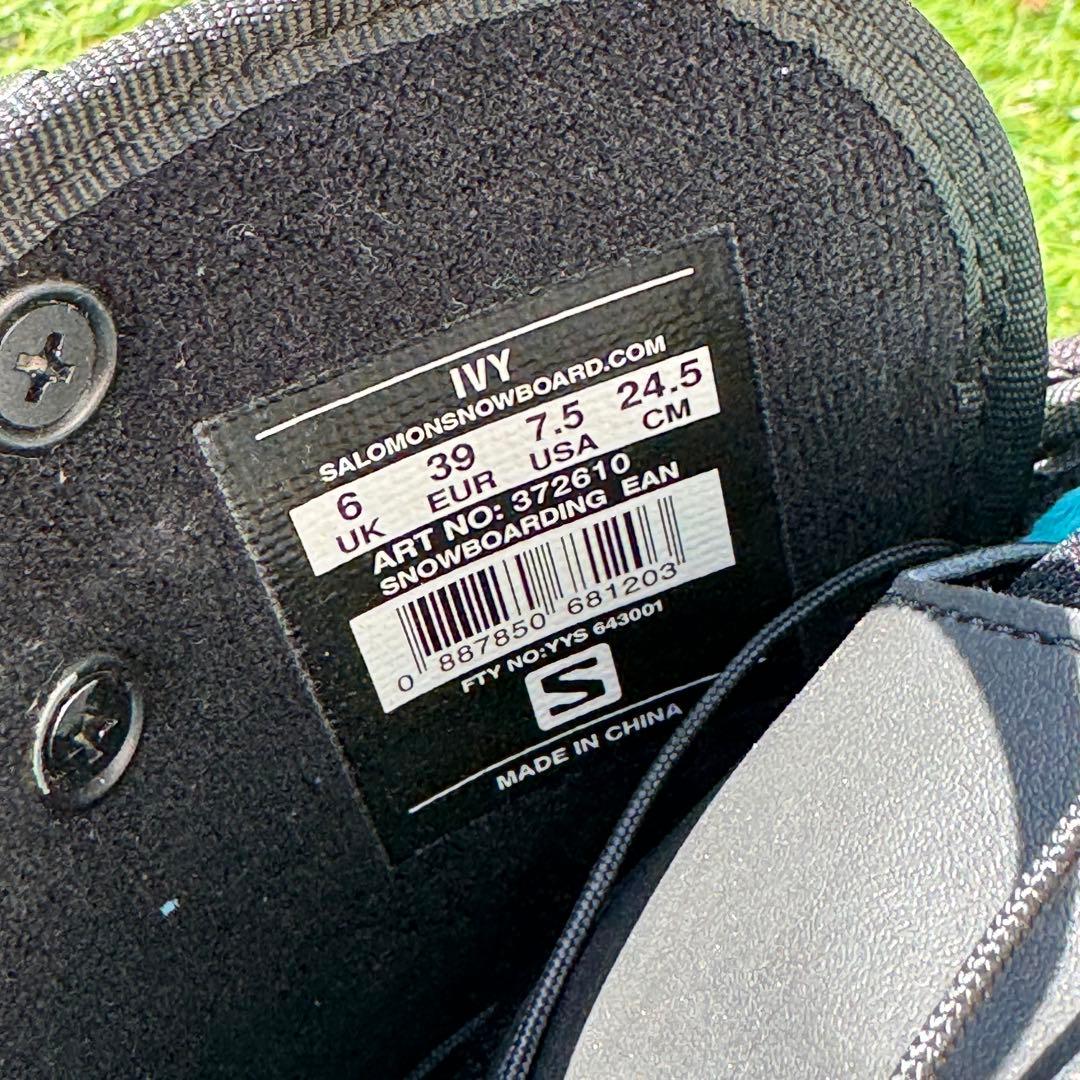 IVY
SALOMONSNOWBOARD.COM
6 39 7.5 24.5
UK EUR USA CM
ART NO: 372610
SNOWBOARDING EAN
0 887850 681203
FTY NO:YYS 643001
S
MADE IN CHINA